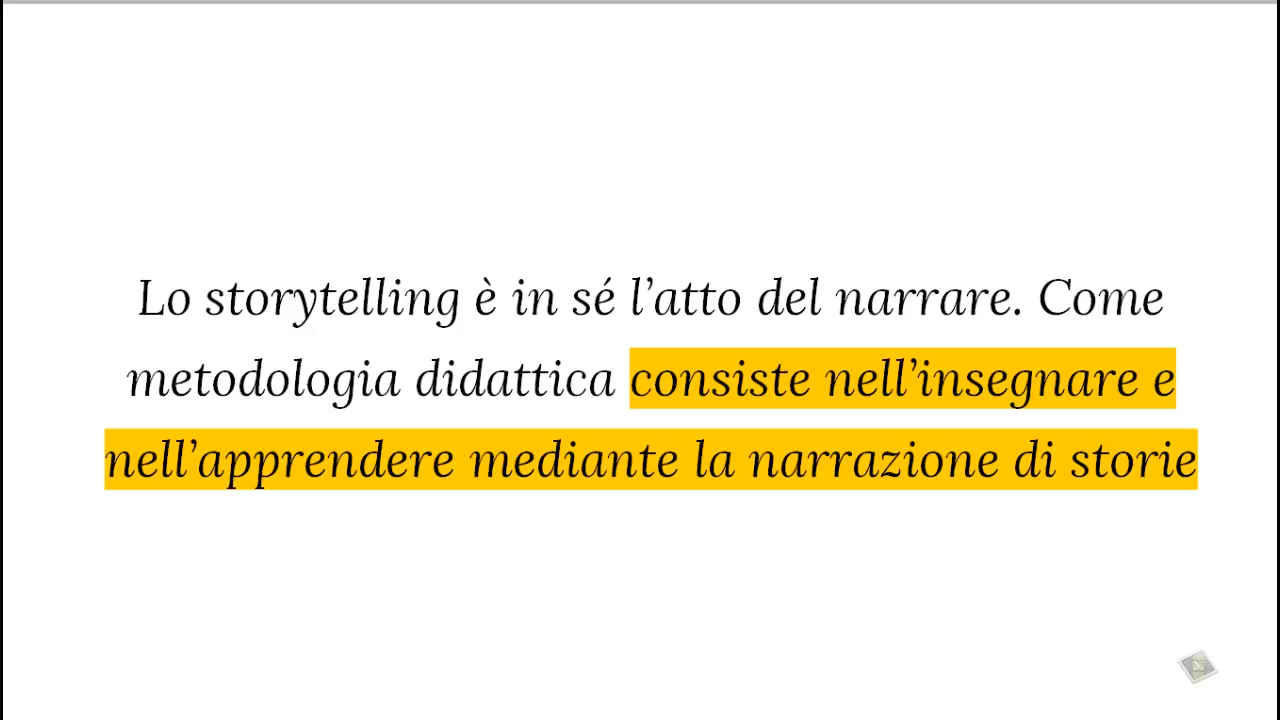 Lo storytelling è in sé l’atto del narrare. Come
metodologia didattica consiste nell’insegnare e
nell’apprendere mediante la narrazione di storie